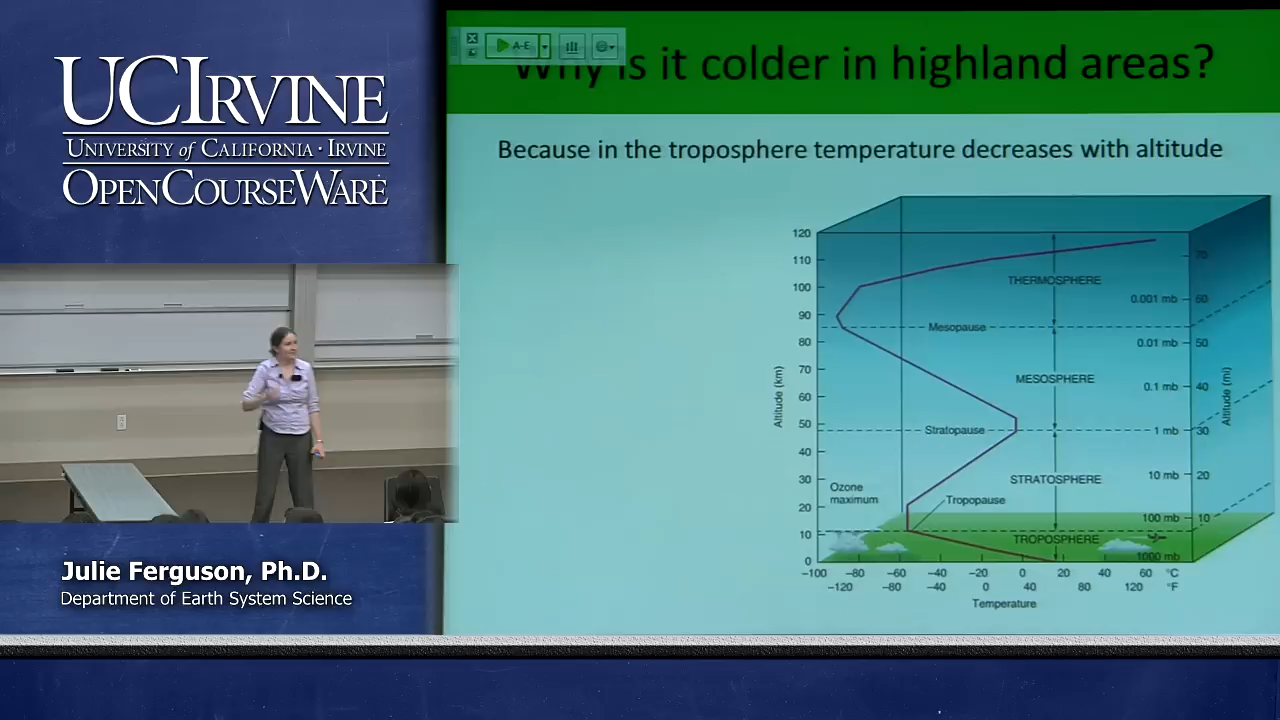 UCIRVINE
UNIVERSITY of CALIFORNIA · IRVINE
OPENCOURSEWARE
Julie Ferguson, Ph.D.
Department of Earth System Science
A-E
Why is it colder in highland areas?
Because in the troposphere temperature decreases with altitude
120
110
100
90
80
70
60
50
40
30
20
10
0
Altitude (km)
THERMOSPHERE
Mesopause
MESOSPHERE
Stratopause
STRATOSPHERE
Ozone
maximum
Tropopause
TROPOSPHERE
0.001 mb
0.01 mb
0.1 mb
1 mb
10 mb
100 mb
1000 mb
70
60
50
40
30
20
10
Altitude (mi)
–100 –80 –60 –40 –20 0 20 40 60 °C
–120 –80 –40 0 40 80 120 °F
Temperature